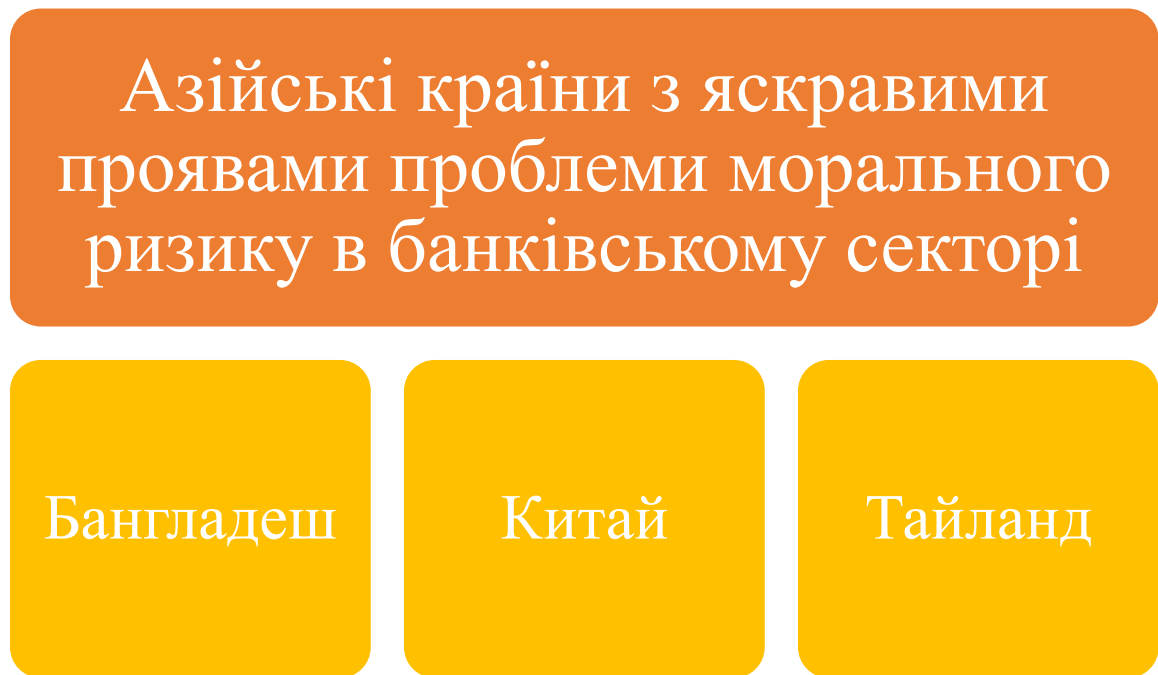 Азійські країни з яскравими
проявами проблеми морального
ризику в банківському секторі
Бангладеш
Китай
Тайланд